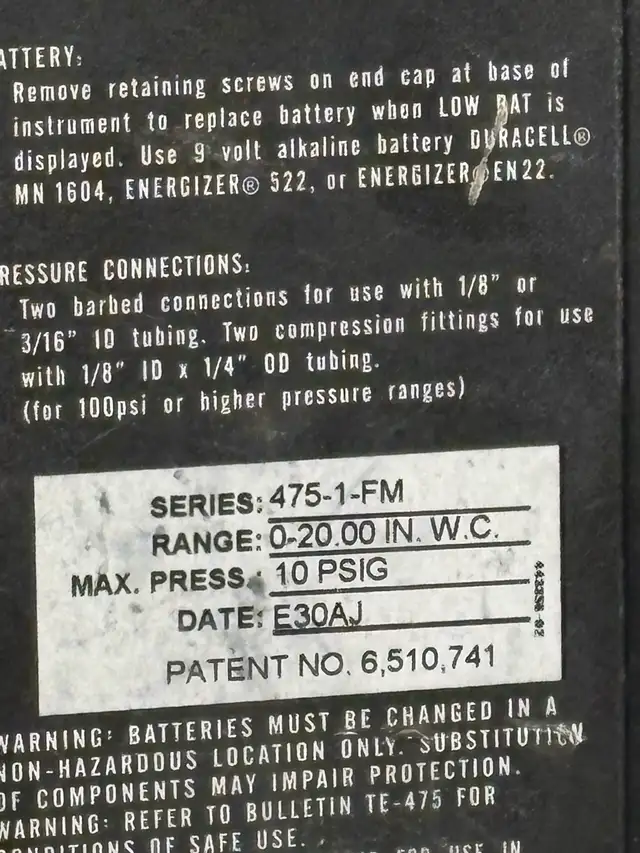 ATTERY:
Remove retaining screws on end cap at base of
instrument to replace battery when LOW BAT is
displayed. Use 9 volt alkaline battery DURACELL®
MN 1604, ENERGIZER® 522, or ENERGIZER® EN22.
RESSURE CONNECTIONS:
Two barbed connections for use with 1/8" or
3/16" ID tubing. Two compression fittings for use
with 1/8" ID x 1/4" OD tubing.
(for 100psi or higher pressure ranges)
SERIES: 475-1-FM
RANGE: 0-20.00 IN. W.C.
MAX. PRESS.: 10 PSIG
DATE: E30AJ
PATENT NO. 6,510,741
WARNING: BATTERIES MUST BE CHANGED IN A
NON-HAZARDOUS LOCATION ONLY. SUBSTITUTION
OF COMPONENTS MAY IMPAIR PROTECTION.
WARNING: REFER TO BULLETIN TE-475 FOR
CONDITIONS OF SAFE USE.
FOR USE IN